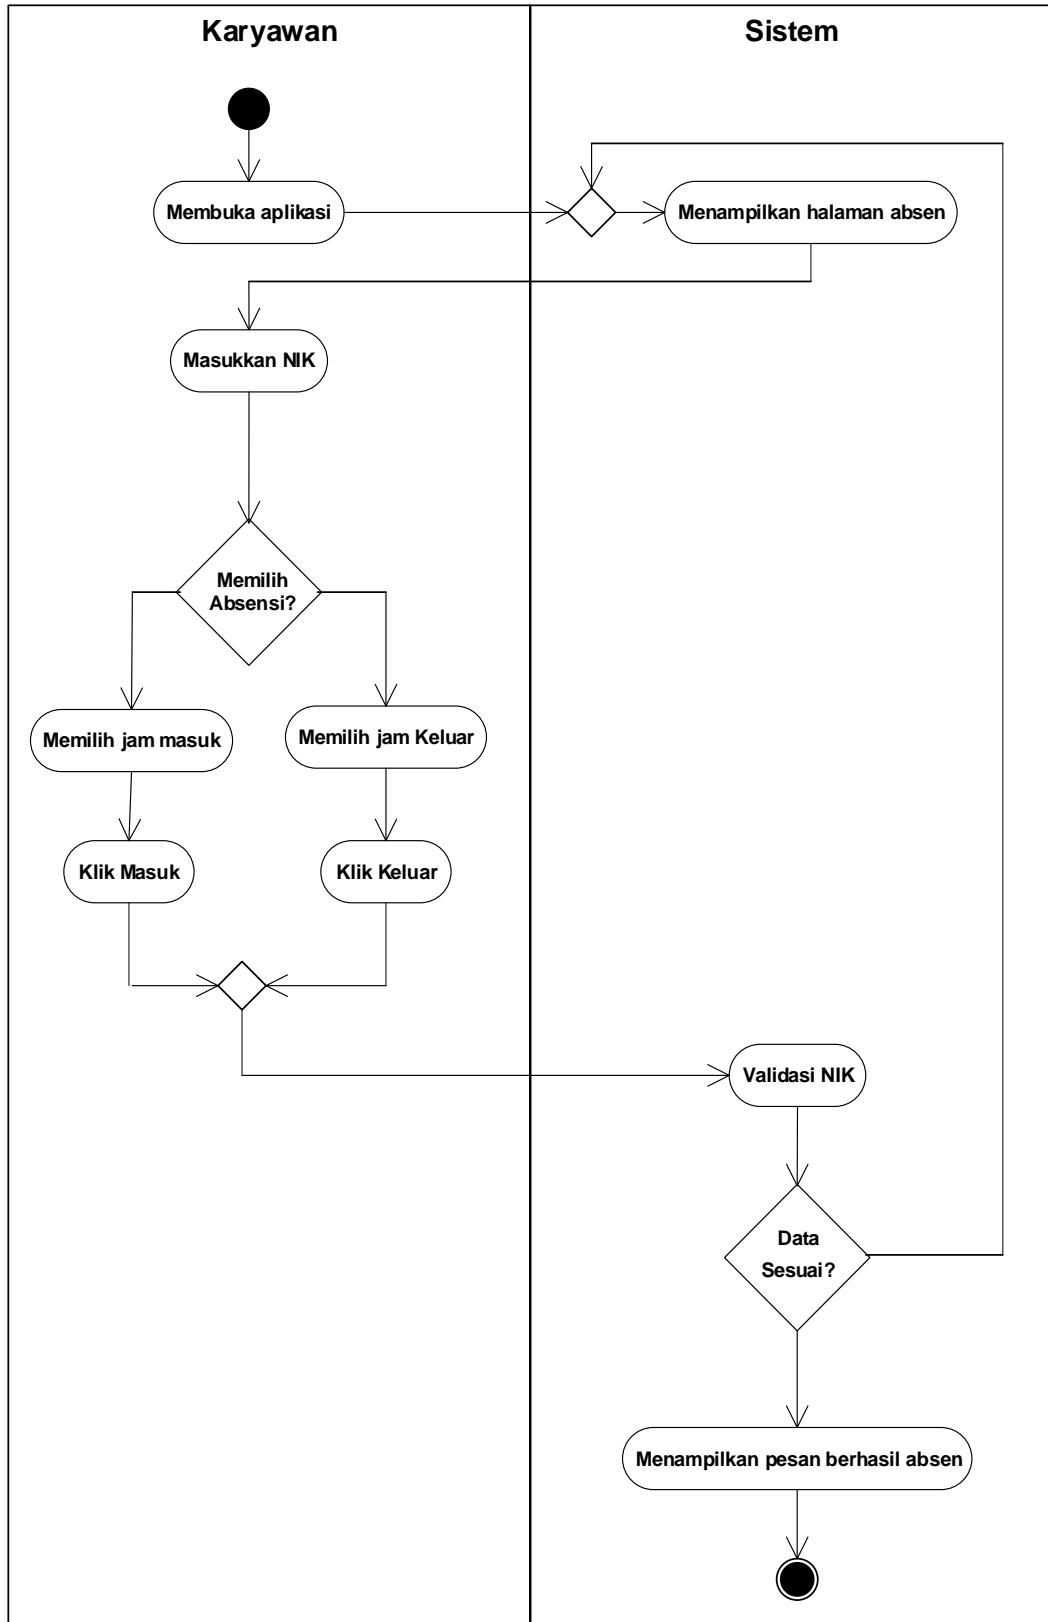 Karyawan
Sistem
Membuka aplikasi
Menampilkan halaman absen
Masukkan NIK
Memilih
Absensi?
Memilih jam masuk
Memilih jam Keluar
Klik Masuk
Klik Keluar
Validasi NIK
Data
Sesuai?
Menampilkan pesan berhasil absen